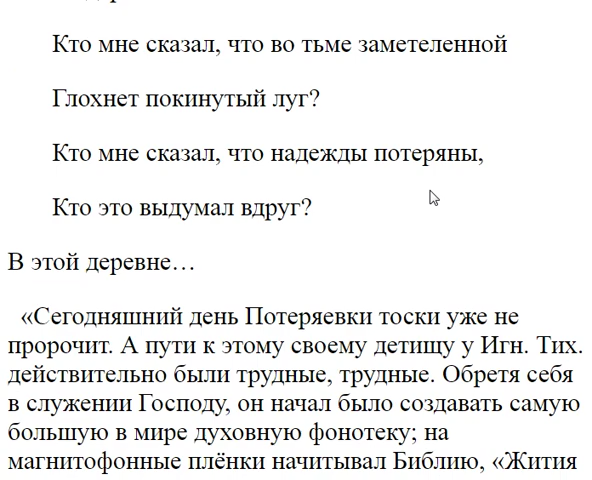 Кто мне сказал, что во тьме заметеленной
Глохнет покинутый луг?
Кто мне сказал, что надежды потеряны,
Кто это выдумал вдруг?
В этой деревне…
«Сегодняшний день Потеряевки тоски уже не
пророчит. А пути к этому своему детищу у Игн. Тих.
действительно были трудные, трудные. Обретя себя
в служении Господу, он начал было создавать самую
большую в мире духовную фонотеку; на
магнитофонные плёнки начитывал Библию, «Жития